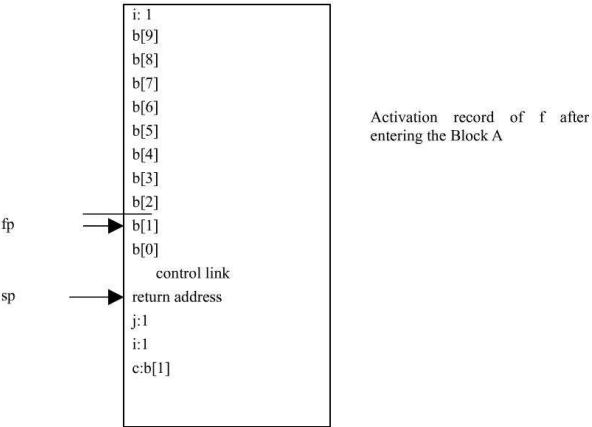 i: 1
b[9]
b[8]
b[7]
b[6]
b[5]
b[4]
b[3]
b[2]
b[1]
b[0]
control link
return address
j:1
i:1
c:b[1]
fp
sp
Activation record of f after
entering the Block A